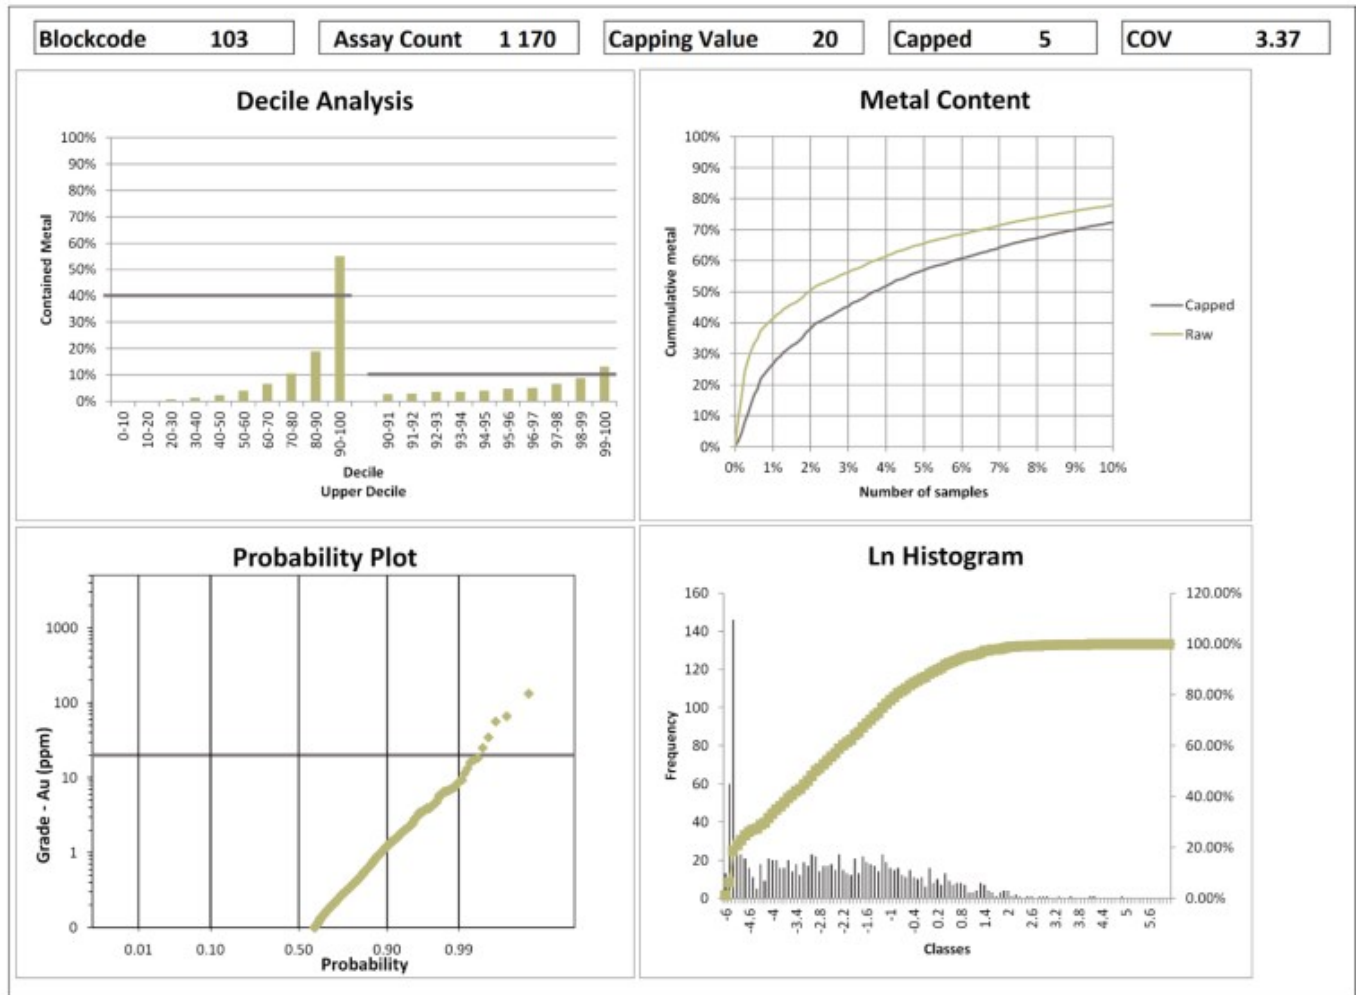 Blockcode 103 Assay Count 1 170 Capping Value 20 Capped 5 COV 3.37
Decile Analysis
100%
90%
80%
70%
60%
50%
40%
30%
20%
10%
0%
Contained Metal
0-10 10-20 20-30 30-40 40-50 50-60 60-70 70-80 80-90 90-100 90-91 91-92 92-93 93-94 94-95 95-96 96-97 97-98 98-99 99-100
Decile
Upper Decile
Metal Content
100%
90%
80%
70%
60%
50%
40%
30%
20%
10%
0%
Cummulative metal
0% 1% 2% 3% 4% 5% 6% 7% 8% 9% 10%
Number of samples
Capped
Raw
Probability Plot
1000
100
10
1
0
Grade - Au (ppm)
0.01 0.10 0.50 0.90 0.99
Probability
Ln Histogram
160
140
120
100
80
60
40
20
0
Frequency
120.00%
100.00%
80.00%
60.00%
40.00%
20.00%
0.00%
-6 -4.6 -4 -3.4 -2.8 -2.2 -1.6 -1 -0.4 0.2 0.8 1.4 2 2.6 3.2 3.8 4.4 5 5.6
Classes